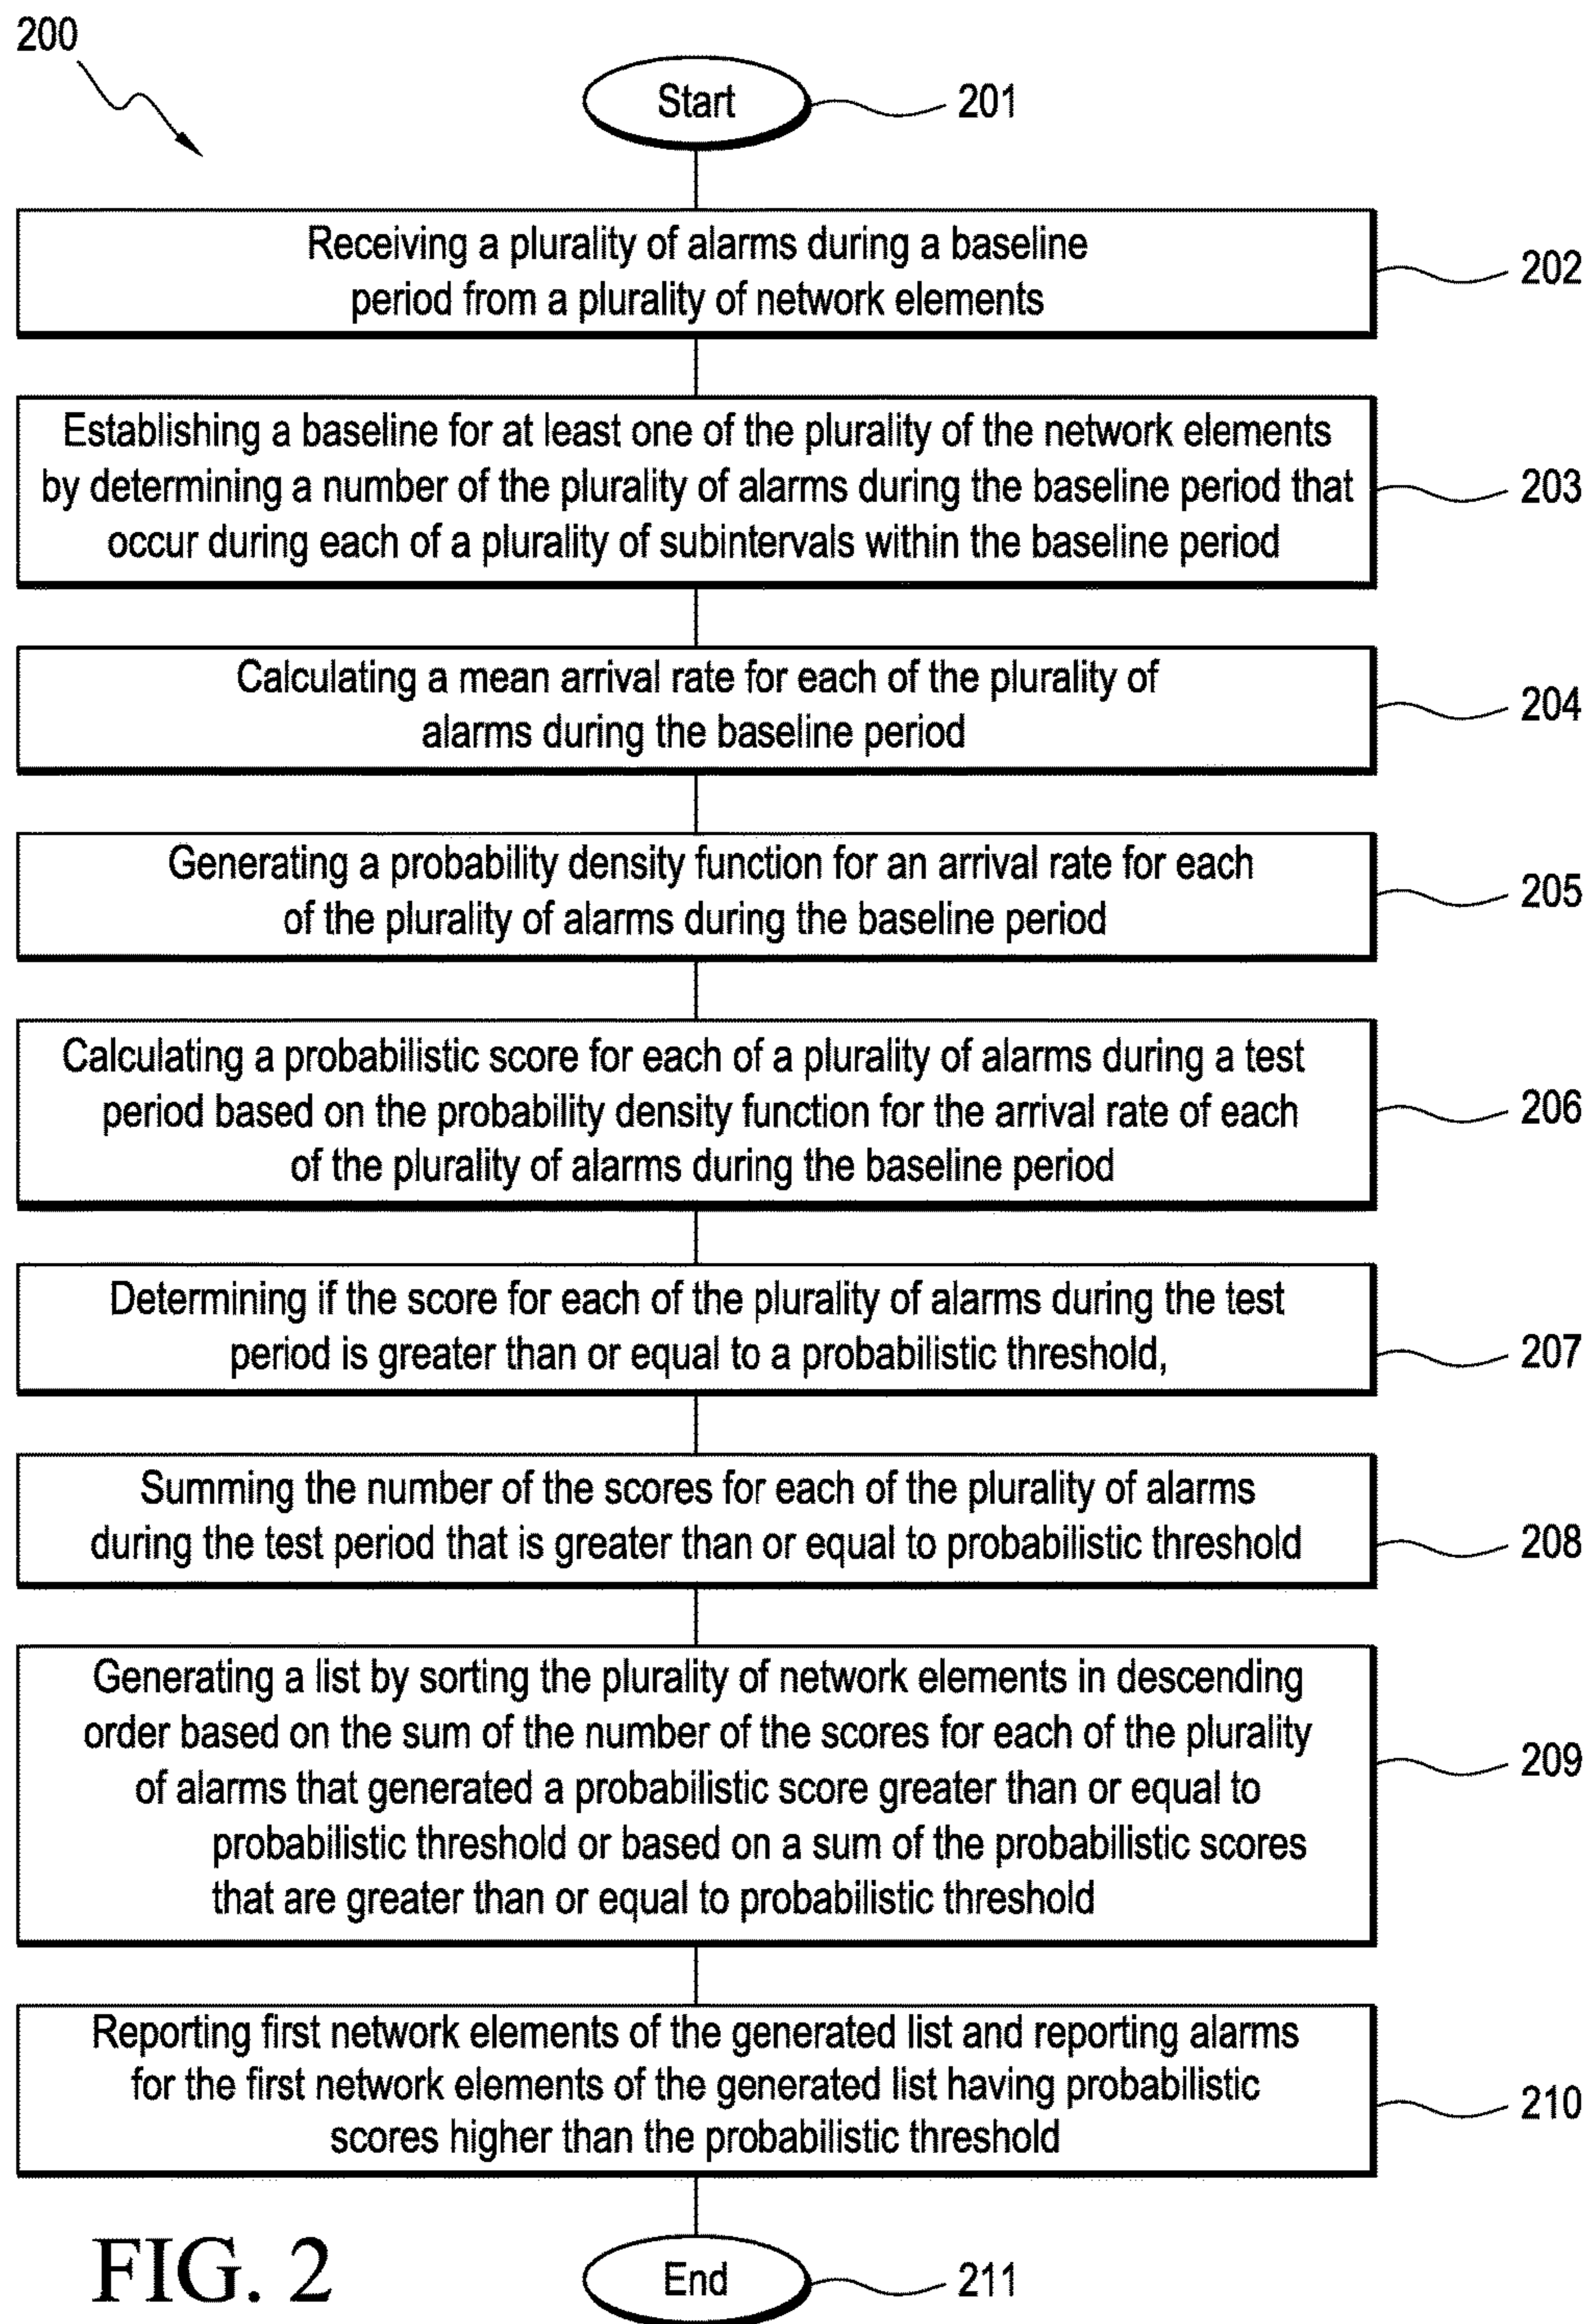 200
Start
201
Receiving a plurality of alarms during a baseline
period from a plurality of network elements
202
Establishing a baseline for at least one of the plurality of the network elements
by determining a number of the plurality of alarms during the baseline period that
occur during each of a plurality of subintervals within the baseline period
203
Calculating a mean arrival rate for each of the plurality of
alarms during the baseline period
204
Generating a probability density function for an arrival rate for each
of the plurality of alarms during the baseline period
205
Calculating a probabilistic score for each of a plurality of alarms during a test
period based on the probability density function for the arrival rate of each
of the plurality of alarms during the baseline period
206
Determining if the score for each of the plurality of alarms during the test
period is greater than or equal to a probabilistic threshold,
207
Summing the number of the scores for each of the plurality of alarms
during the test period that is greater than or equal to probabilistic threshold
208
Generating a list by sorting the plurality of network elements in descending
order based on the sum of the number of the scores for each of the plurality
of alarms that generated a probabilistic score greater than or equal to
probabilistic threshold or based on a sum of the probabilistic scores
that are greater than or equal to probabilistic threshold
209
Reporting first network elements of the generated list and reporting alarms
for the first network elements of the generated list having probabilistic
scores higher than the probabilistic threshold
210
End
211
FIG. 2